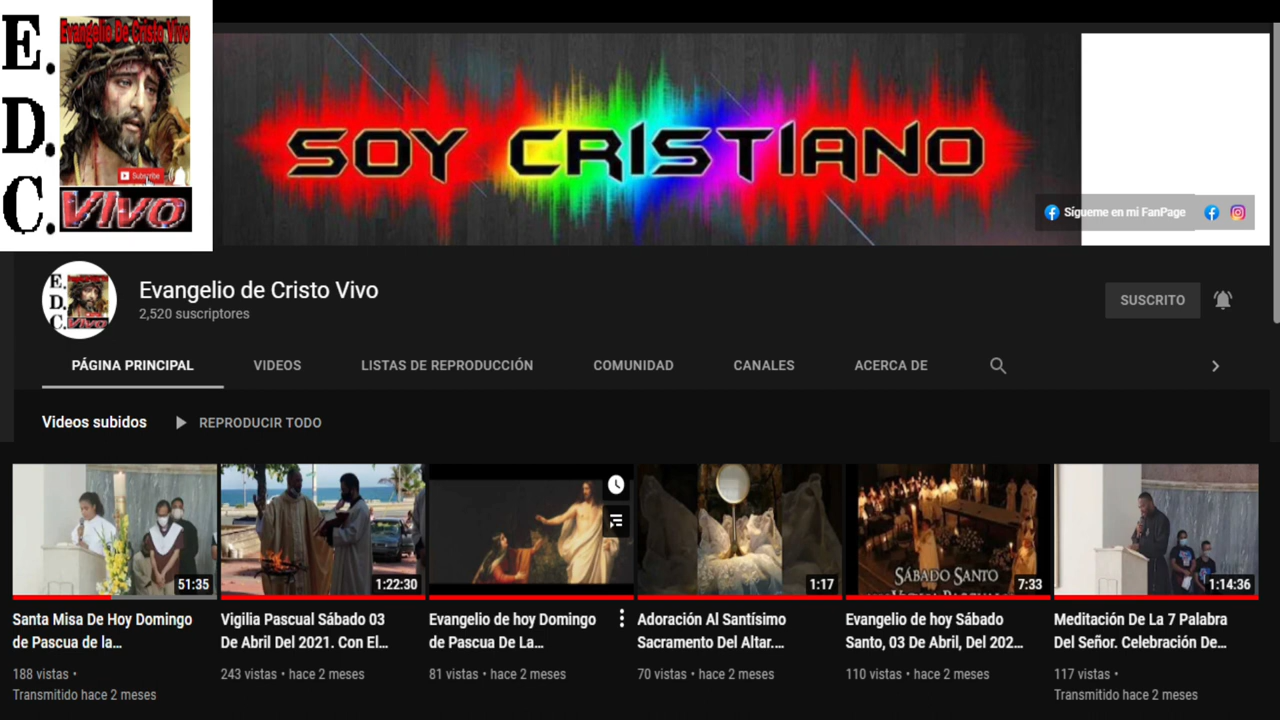 E.
D.
C.
Evangelio De Cristo Vivo
Subscribe
Vivo
SOY CRISTIANO
Sígueme en mi FanPage
E.
D.
C.
Vivo
Evangelio de Cristo Vivo
2,520 suscriptores
SUSCRITO
PÁGINA PRINCIPAL VIDEOS LISTAS DE REPRODUCCIÓN COMUNIDAD CANALES ACERCA DE
Videos subidos REPRODUCIR TODO
51:35
1:22:30
1:17
SÁBADO SANTO
7:33
1:14:36
Santa Misa De Hoy Domingo
de Pascua de la...
188 vistas •
Transmitido hace 2 meses
Vigilia Pascual Sábado 03
De Abril Del 2021. Con El...
243 vistas • hace 2 meses
Evangelio de hoy Domingo
de Pascua De La...
81 vistas • hace 2 meses
Adoración Al Santísimo
Sacramento Del Altar....
70 vistas • hace 2 meses
Evangelio de hoy Sábado
Santo, 03 De Abril, Del 202...
110 vistas • hace 2 meses
Meditación De La 7 Palabra
Del Señor. Celebración De...
117 vistas •
Transmitido hace 2 meses